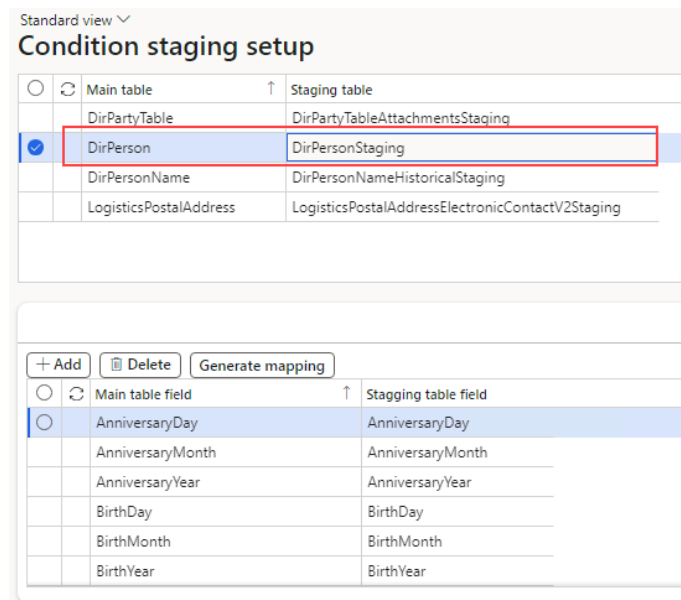 Standard view
Condition staging setup
Main table Staging table
DirPartyTable DirPartyTableAttachmentsStaging
DirPerson DirPersonStaging
DirPersonName DirPersonNameHistoricalStaging
LogisticsPostalAddress LogisticsPostalAddressElectronicContactV2Staging
+ Add Delete Generate mapping
Main table field Stagging table field
AnniversaryDay AnniversaryDay
AnniversaryMonth AnniversaryMonth
AnniversaryYear AnniversaryYear
BirthDay BirthDay
BirthMonth BirthMonth
BirthYear BirthYear